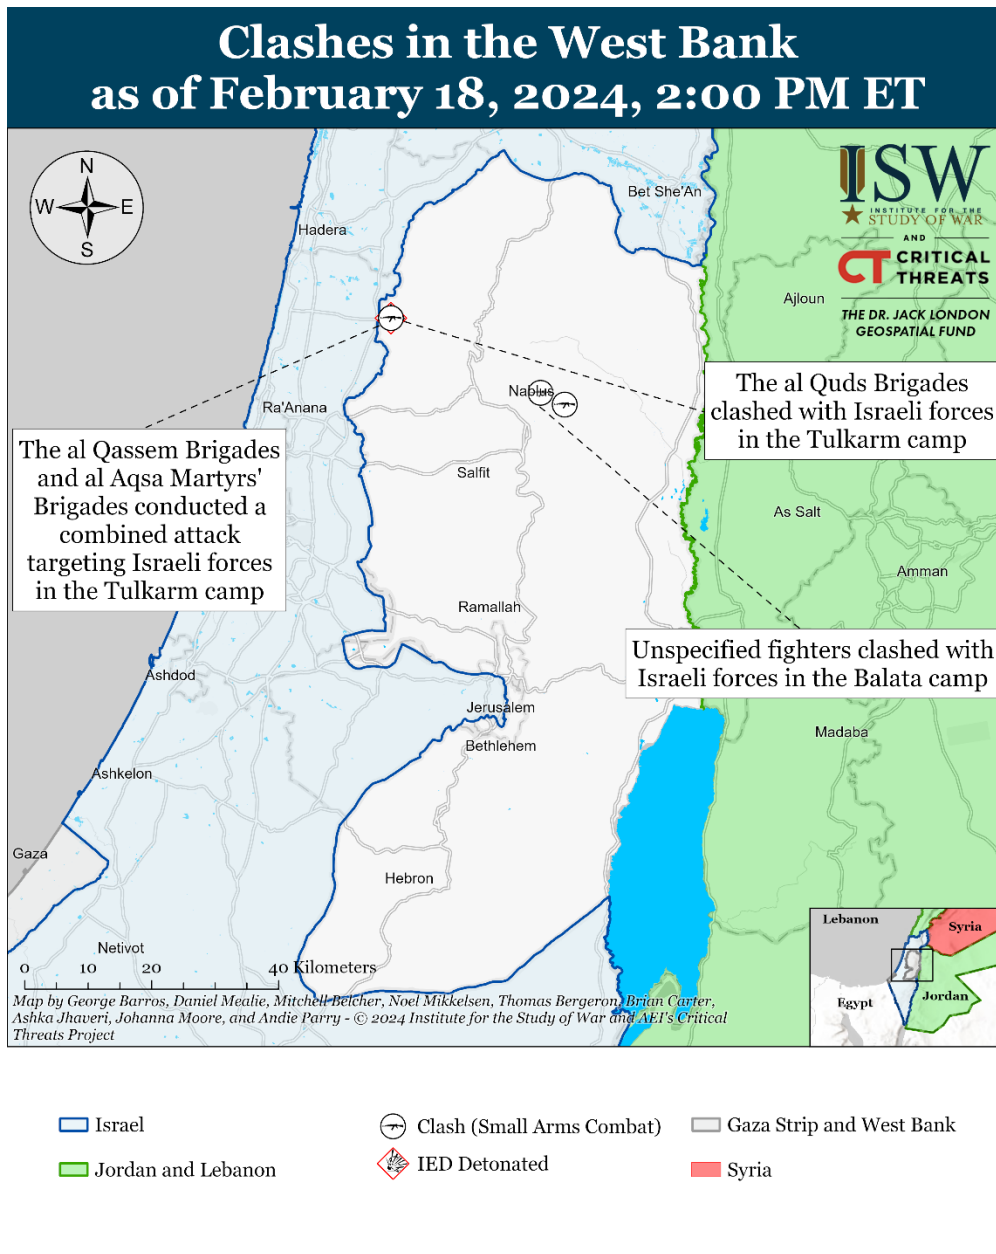 Clashes in the West Bank
as of February 18, 2024, 2:00 PM ET
N
W
E
S
ISW
INSTITUTE FOR THE
STUDY OF WAR
AND
CT CRITICAL
THREATS
THE DR. JACK LONDON
GEOSPATIAL FUND
Bet She'An
Hadera
Ajloun
The al Quds Brigades
clashed with Israeli forces
in the Tulkarm camp
Nablus
Ra'Anana
The al Qassem Brigades
and al Aqsa Martyrs'
Brigades conducted a
combined attack
targeting Israeli forces
in the Tulkarm camp
Salfit
As Salt
Amman
Ramallah
Unspecified fighters clashed with
Israeli forces in the Balata camp
Ashdod
Jerusalem
Madaba
Bethlehem
Ashkelon
Gaza
Hebron
Netivot
Lebanon
Syria
Egypt
Jordan
0 10 20 40 Kilometers
Map by George Barros, Daniel Mealie, Mitchell Belcher, Noel Mikkelsen, Thomas Bergeron, Brian Carter,
Ashka Jhaveri, Johanna Moore, and Andie Parry - © 2024 Institute for the Study of War and AEI's Critical
Threats Project
Israel
Clash (Small Arms Combat)
Gaza Strip and West Bank
Jordan and Lebanon
IED Detonated
Syria